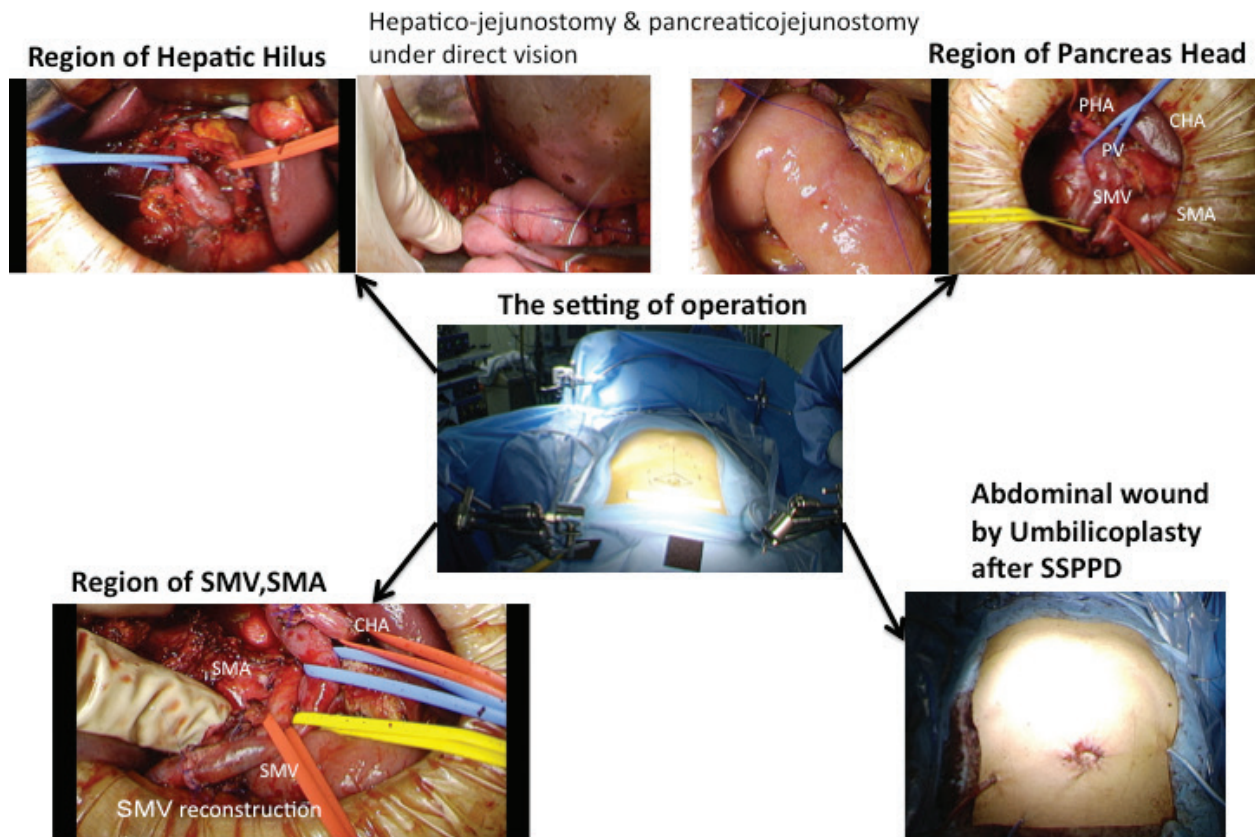 Hepatico-jejunostomy & pancreaticojejunostomy
under direct vision
Region of Hepatic Hilus
Region of Pancreas Head
PHA
CHA
PV
SMV
SMA
The setting of operation
Abdominal wound
by Umbilicoplasty
after SSPPD
Region of SMV,SMA
CHA
SMA
SMV
SMV reconstruction